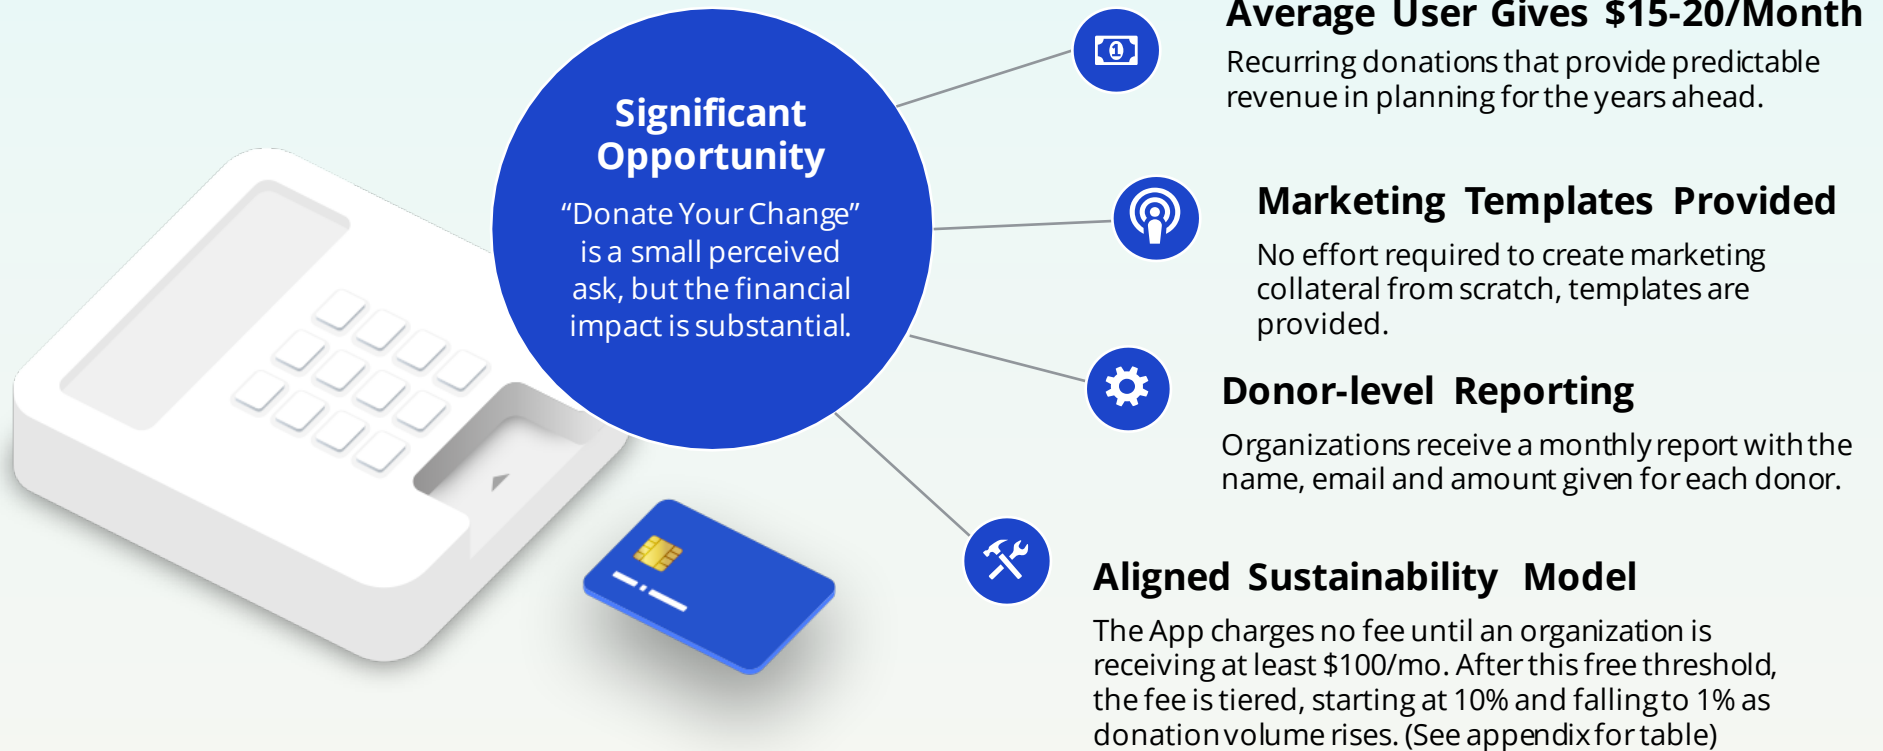 Significant
Opportunity
“Donate Your Change”
is a small perceived
ask, but the financial
impact is substantial.
Average User Gives $15-20/Month
Recurring donations that provide predictable
revenue in planning for the years ahead.
Marketing Templates Provided
No effort required to create marketing
collateral from scratch, templates are
provided.
Donor-level Reporting
Organizations receive a monthly report with the
name, email and amount given for each donor.
Aligned Sustainability Model
The App charges no fee until an organization is
receiving at least $100/mo. After this free threshold,
the fee is tiered, starting at 10% and falling to 1% as
donation volume rises. (See appendix for table)